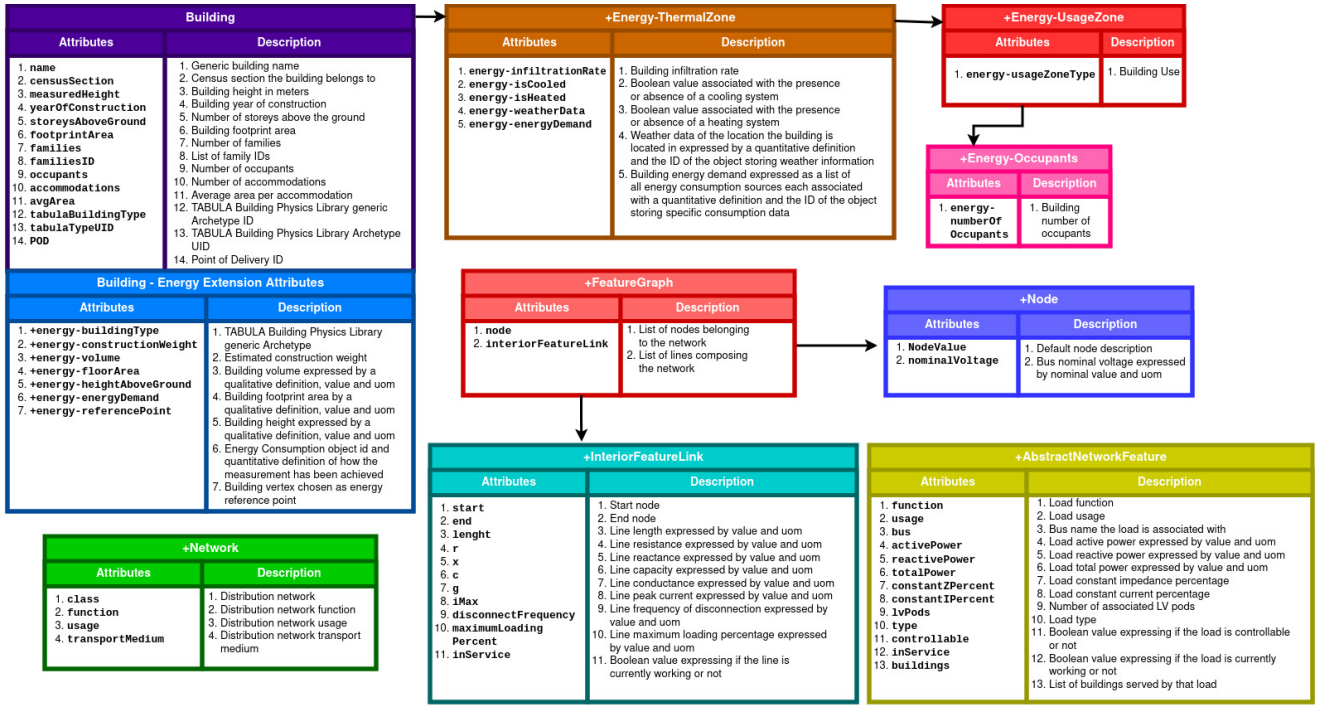 Building
Attributes
Description
1. name
2. censusSection
3. measuredHeight
4. yearOfConstruction
5. storeysAboveGround
6. footprintArea
7. families
8. familiesID
9. occupants
10. accommodations
11. avgArea
12. tabulaBuildingType
13. tabulaTypeUID
14. POD
1. Generic building name
2. Census section the building belongs to
3. Building height in meters
4. Building year of construction
5. Number of storeys above the ground
6. Building footprint area
7. Number of families
8. List of family IDs
9. Number of occupants
10. Number of accommodations
11. Average area per accommodation
12. TABULA Building Physics Library generic
Archetype ID
13. TABULA Building Physics Library Archetype
UID
14. Point of Delivery ID
Building - Energy Extension Attributes
Attributes
Description
1. +energy-buildingType
2. +energy-constructionWeight
3. +energy-volume
4. +energy-floorArea
5. +energy-heightAboveGround
6. +energy-energyDemand
7. +energy-referencePoint
1. TABULA Building Physics Library
generic Archetype
2. Estimated construction weight
3. Building volume expressed by a
qualitative definition, value and uom
4. Building footprint area by a
qualitative definition, value and uom
5. Building height expressed by a
qualitative definition, value and uom
6. Energy Consumption object id and
quantitative definition of how the
measurement has been achieved
7. Building vertex chosen as energy
reference point
+Energy-ThermalZone
Attributes
Description
1. energy-infiltrationRate
2. energy-isCooled
3. energy-isHeated
4. energy-weatherData
5. energy-energyDemand
1. Building infiltration rate
2. Boolean value associated with the presence
or absence of a cooling system
3. Boolean value associated with the presence
or absence of a heating system
4. Weather data of the location the building is
located in expressed by a quantitative definition
and the ID of the object storing weather information
5. Building energy demand expressed as a list of
all energy consumption sources each associated
with a quantitative definition and the ID of the object
storing specific consumption data
+Energy-UsageZone
Attributes
Description
1. energy-usageZoneType
1. Building Use
+Energy-Occupants
Attributes
Description
1. energy-
numberOf
Occupants
1. Building
number of
occupants
+FeatureGraph
Attributes
Description
1. node
2. interiorFeatureLink
1. List of nodes belonging
to the network
2. List of lines composing
the network
+Node
Attributes
Description
1. NodeValue
2. nominalVoltage
1. Default node description
2. Bus nominal voltage expressed
by nominal value and uom
+Network
Attributes
Description
1. class
2. function
3. usage
4. transportMedium
1. Distribution network
2. Distribution network function
3. Distribution network usage
4. Distribution network transport
medium
+InteriorFeatureLink
Attributes
Description
1. start
2. end
3. lenght
4. r
5. x
6. c
7. g
8. iMax
9. disconnectFrequency
10. maximumLoading
Percent
11. inService
1. Start node
2. End node
3. Line length expressed by value and uom
4. Line resistance expressed by value and uom
5. Line reactance expressed by value and uom
6. Line capacity expressed by value and uom
7. Line conductance expressed by value and uom
8. Line peak current expressed by value and uom
9. Line frequency of disconnection expressed by
value and uom
10. Line maximum loading percentage expressed
by value and uom
11. Boolean value expressing if the line is
currently working or not
+AbstractNetworkFeature
Attributes
Description
1. function
2. usage
3. bus
4. activePower
5. reactivePower
6. totalPower
7. constantZPercent
8. constantIPercent
9. lvPods
10. type
11. controllable
12. inService
13. buildings
1. Load function
2. Load usage
3. Bus name the load is associated with
4. Load active power expressed by value and uom
5. Load reactive power expressed by value and uom
6. Load total power expressed by value and uom
7. Load constant impedance percentage
8. Load constant current percentage
9. Number of associated LV pods
10. Load type
11. Boolean value expressing if the load is controllable
or not
12. Boolean value expressing if the load is currently
working or not
13. List of buildings served by that load